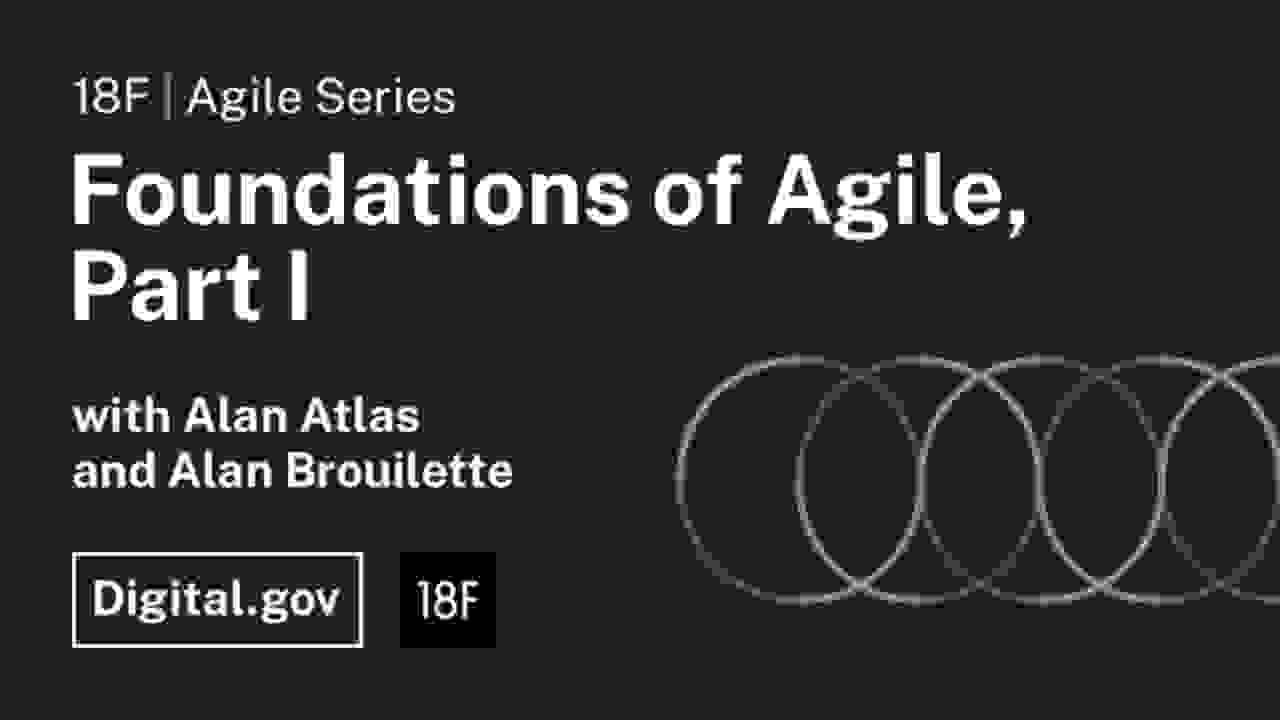 18F | Agile Series
Foundations of Agile,
Part I
with Alan Atlas
and Alan Brouilette
Digital.gov
18F